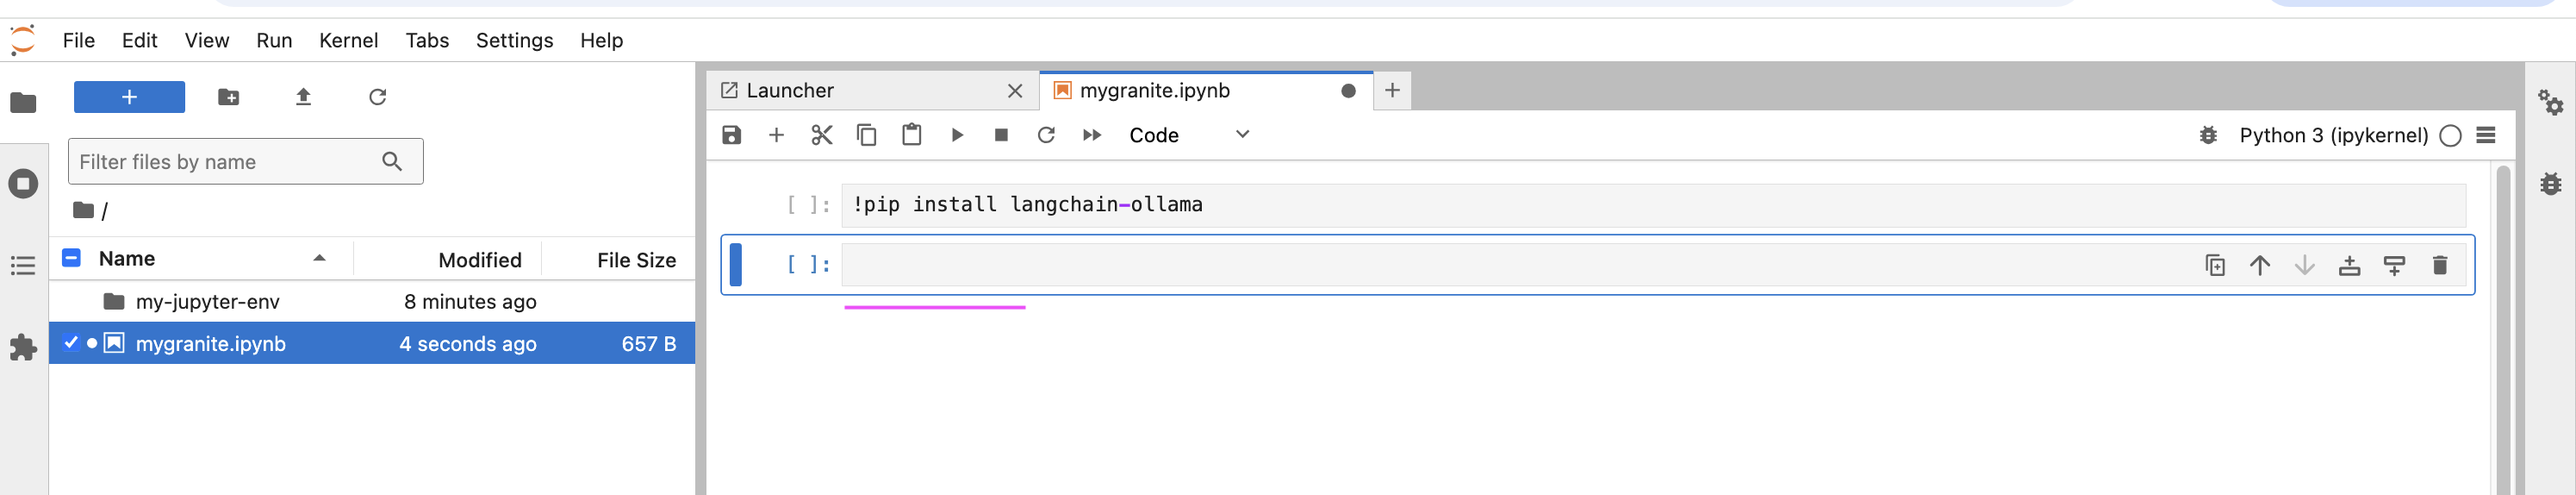 File Edit View Run Kernel Tabs Settings Help
+
Filter files by name
/
Name Modified File Size
my-jupyter-env 8 minutes ago
mygranite.ipynb 4 seconds ago 657 B
Launcher mygranite.ipynb
Code Python 3 (ipykernel)
[ ]: !pip install langchain-ollama
[ ]: